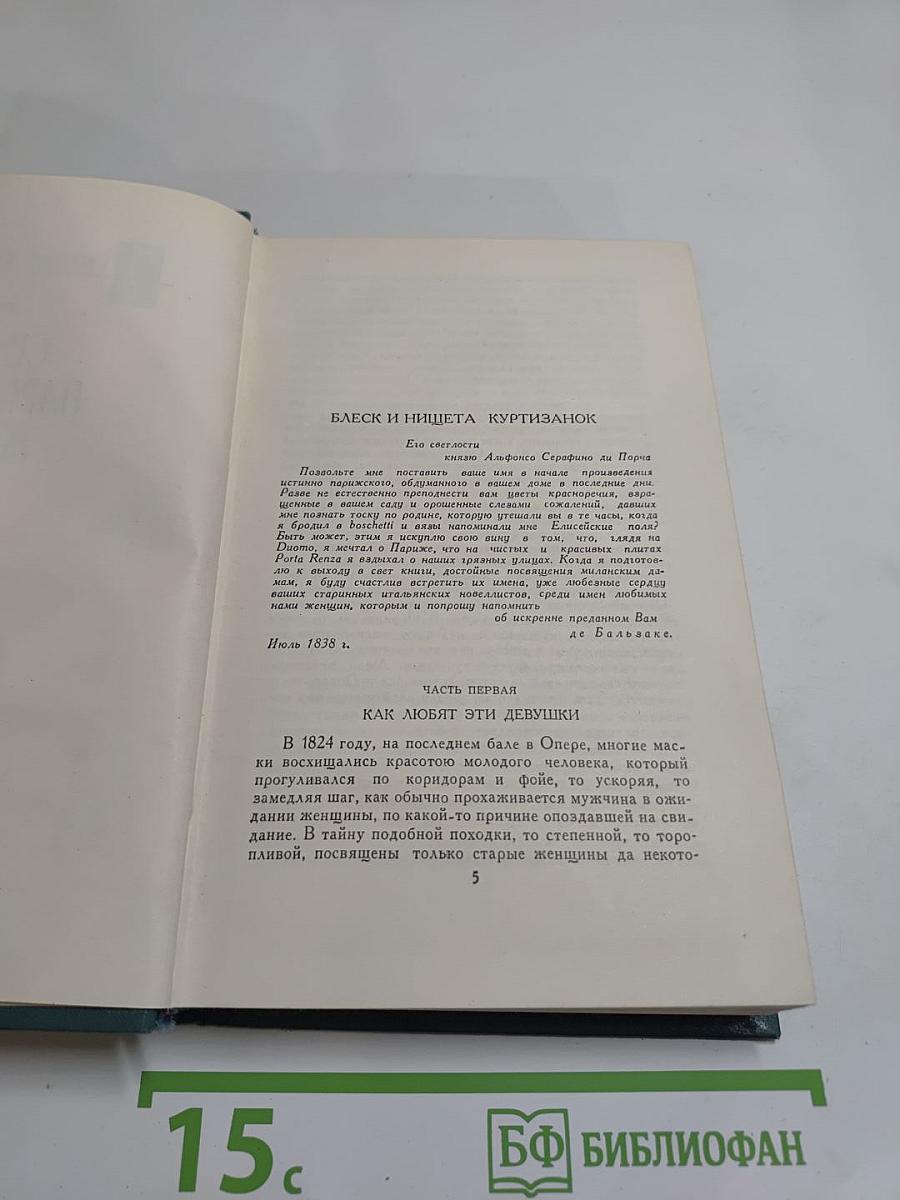 БЛЕСК И НИЩЕТА КУРТИЗАНОК
Его светлости
князю Альфонсо Серафино ди Порча
Позвольте мне поставить ваше имя в начале произведения
истинно парижского, обдуманного в вашем доме в последние дни.
Разве не естественно преподнести вам цветы красноречия, взра-
щенные в вашем саду и орошенные слезами сожалений, давших
мне познать тоску по родине, которую утешали вы в те часы, когда
я бродил в boschetti и вязы напоминали мне Елисейские поля?
Быть может, этим я искуплю свою вину в том, что, глядя на
Duomo, я мечтал о Париже, что на чистых и красивых плитах
Porta Renza я вздыхал о наших грязных улицах. Когда я подготов-
лю к выходу в свет книги, достойные посвящения миланским да-
мам, я буду счастлив встретить их имена, уже любезные сердцу
ваших старинных итальянских новеллистов, среди имен любимых
нами женщин, которым и попрошу напомнить
об искренне преданном Вам
де Бальзаке.
Июль 1838 г.
ЧАСТЬ ПЕРВАЯ
КАК ЛЮБЯТ ЭТИ ДЕВУШКИ
В 1824 году, на последнем бале в Опере, многие мас-
ки восхищались красотою молодого человека, который
прогуливался по коридорам и фойе, то ускоряя, то
замедляя шаг, как обычно прохаживается мужчина в ожи-
дании женщины, по какой-то причине опоздавшей на сви-
дание. В тайну подобной походки, то степенной, то торо-
пливой, посвящены только старые женщины да некото-
5
15 с
БФ БИБЛИОФАН